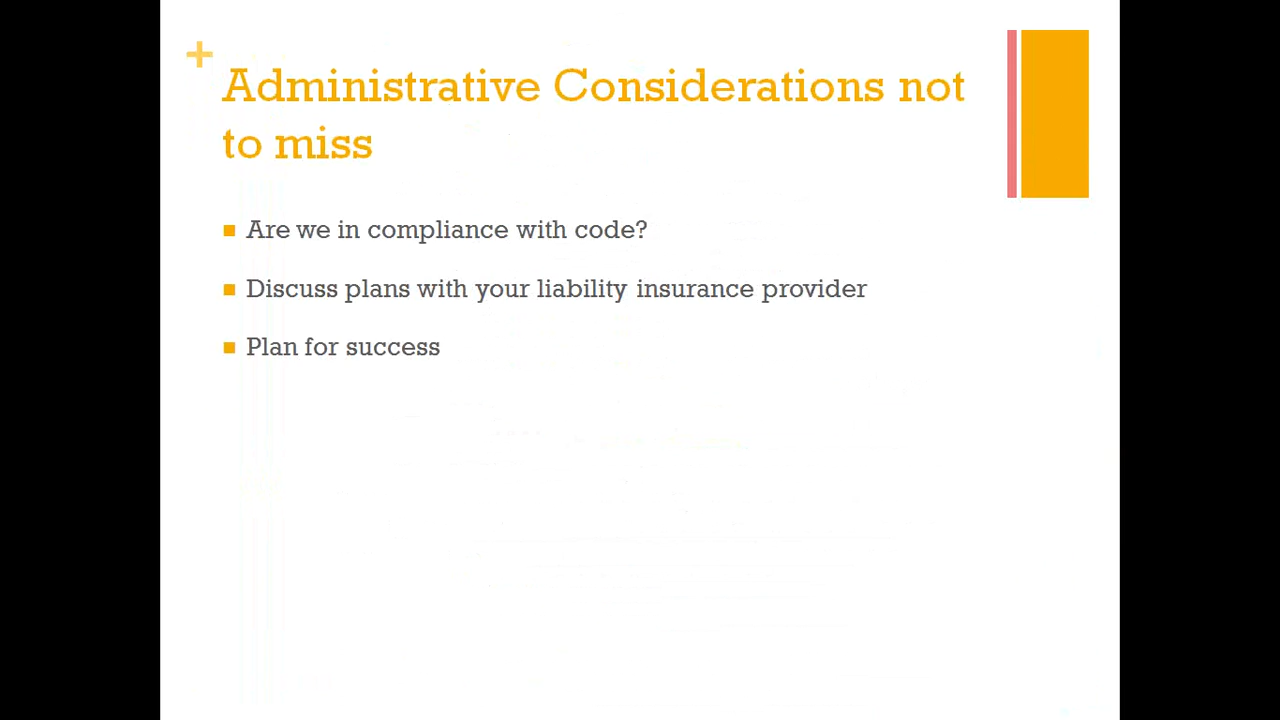 +
Administrative Considerations not
to miss
Are we in compliance with code?
Discuss plans with your liability insurance provider
Plan for success